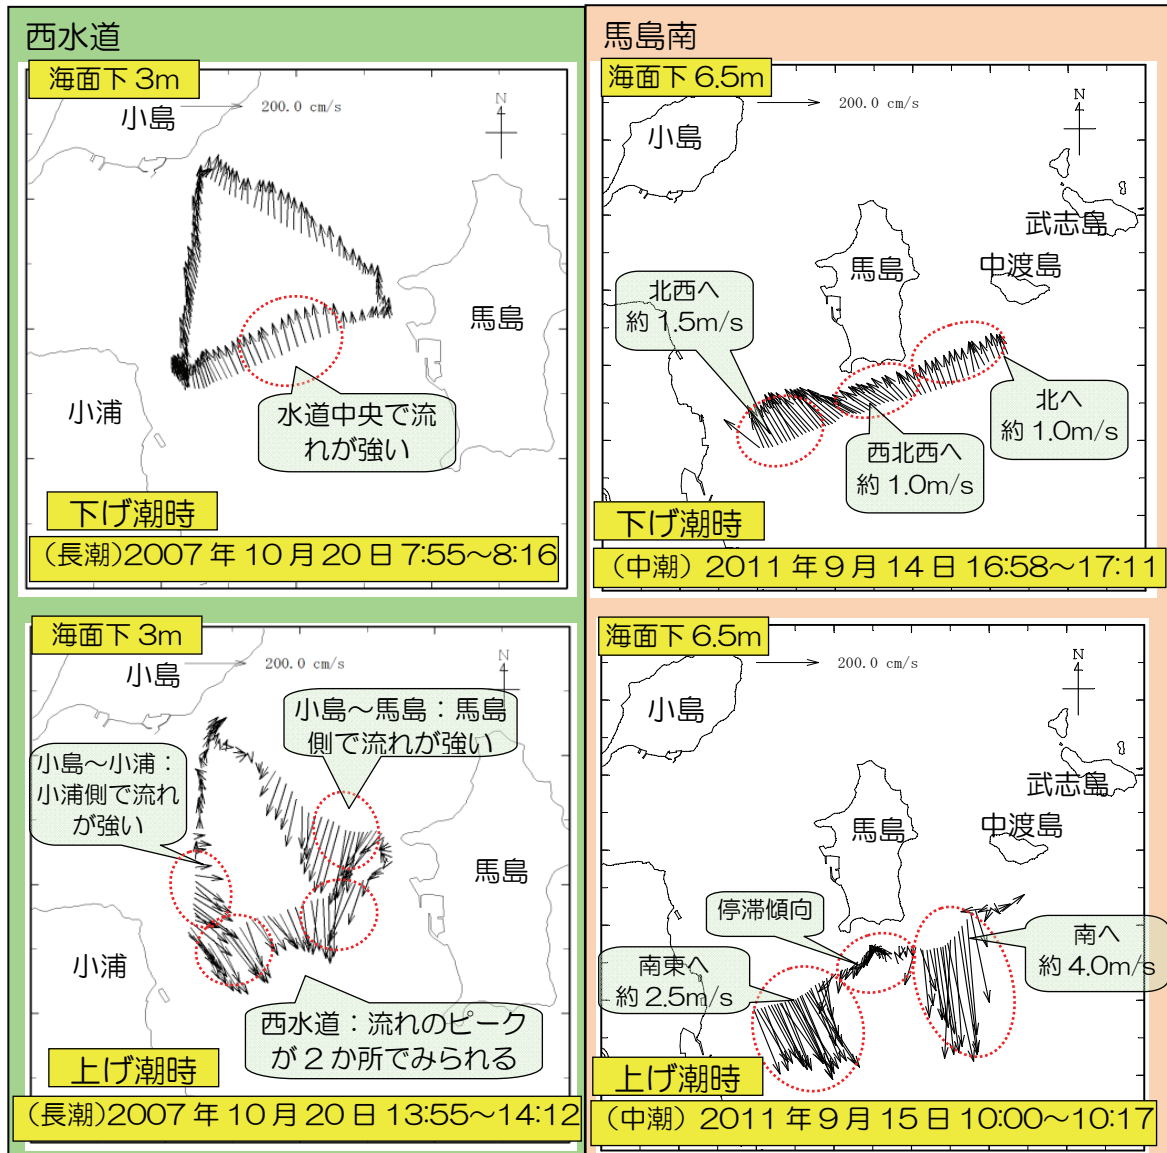 西水道
海面下 3m
200.0 cm/s
小島
N
馬島
小浦
水道中央で流
れが強い
下げ潮時
（長潮）2007 年 10 月 20 日 7:55～8:16
海面下 3m
200.0 cm/s
小島
N
小島～馬島：馬島
側で流れが強い
小島～小浦：
小浦側で流れ
が強い
馬島
小浦
西水道：流れのピーク
が 2 か所でみられる
上げ潮時
（長潮）2007 年 10 月 20 日 13:55～14:12
馬島南
海面下 6.5m
200.0 cm/s
N
小島
武志島
馬島
中渡島
北西へ
約 1.5m/s
北へ
約 1.0m/s
西北西へ
約 1.0m/s
下げ潮時
（中潮）2011 年 9 月 14 日 16:58～17:11
海面下 6.5m
200.0 cm/s
N
小島
武志島
馬島
中渡島
停滞傾向
南東へ
約 2.5m/s
南へ
約 4.0m/s
上げ潮時
（中潮）2011 年 9 月 15 日 10:00～10:17